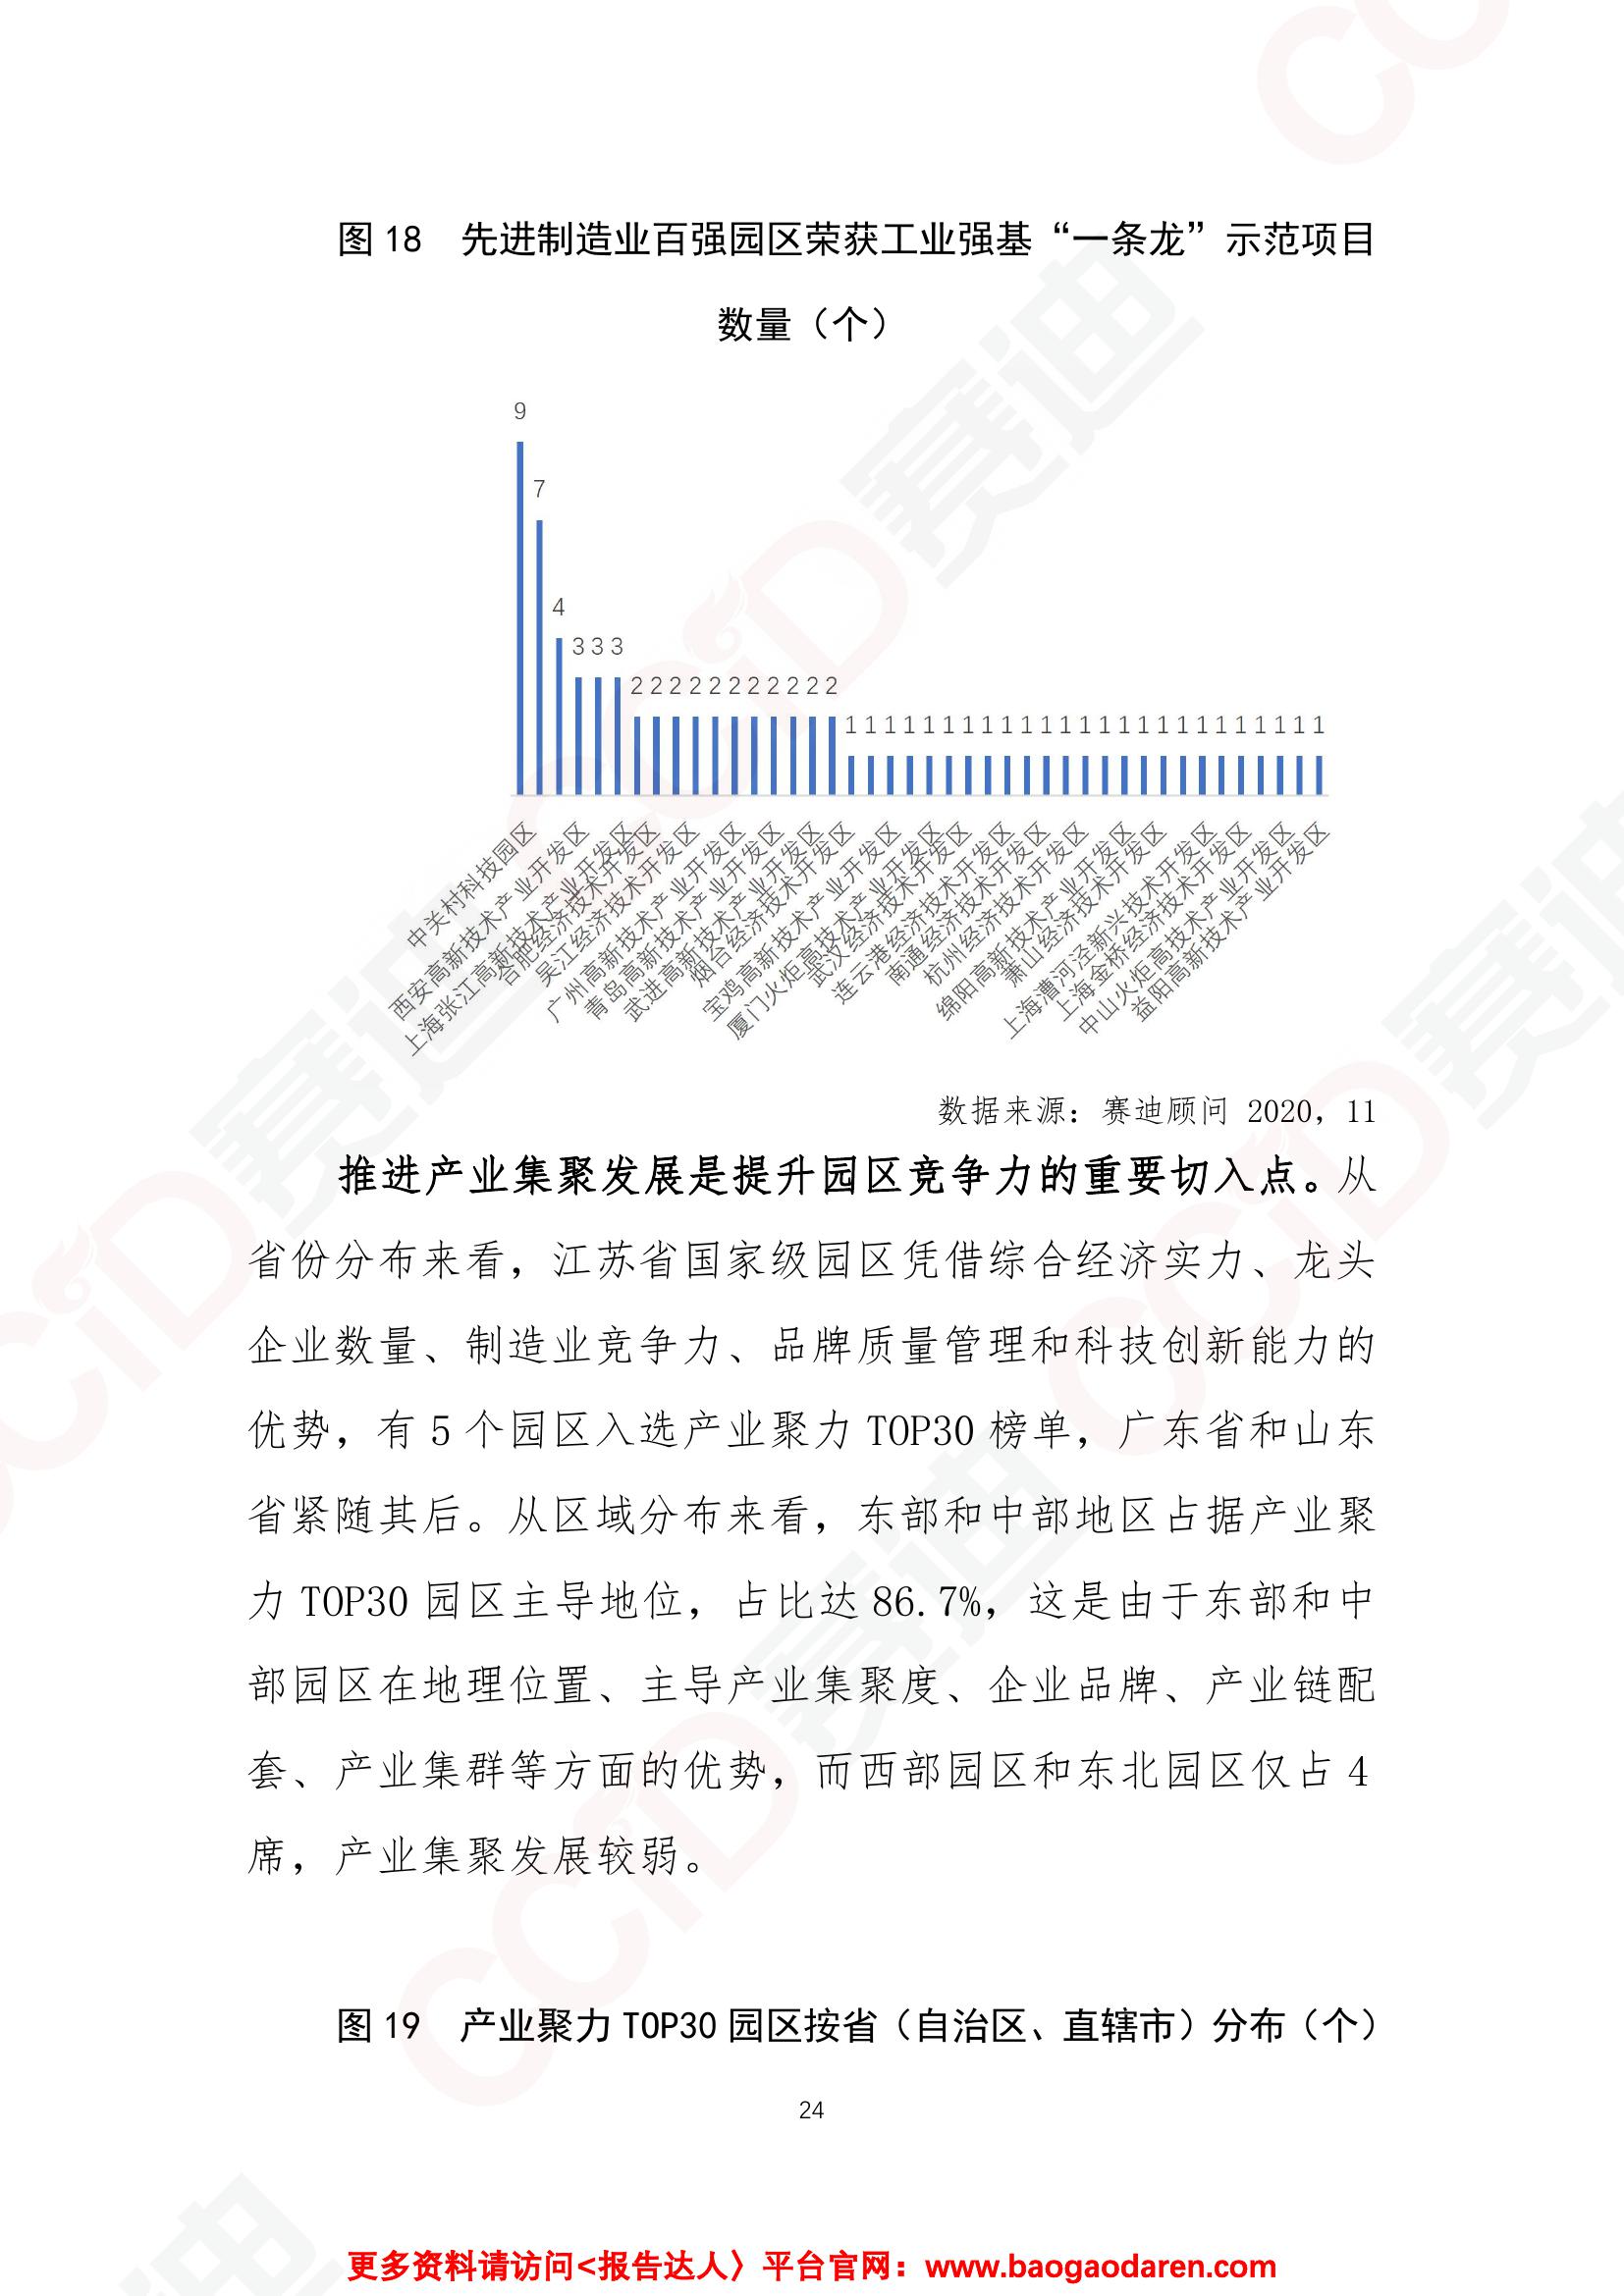 图 18 先进制造业百强园区荣获工业强基“一条龙”示范项目
数量（个）
9
7
4
3 3 3
2 2 2 2 2 2 2 2 2 2 2
1 1 1 1 1 1 1 1 1 1 1 1 1 1 1 1 1 1 1 1 1 1 1 1 1
中关村科技园区
西安高新技术产业开发区
上海张江高新技术产业开发区
合肥经济技术开发区
吴江经济技术开发区
广州高新技术产业开发区
青岛高新技术产业开发区
武进高新技术产业开发区
烟台经济技术开发区
宝鸡高新技术产业开发区
厦门火炬高技术产业开发区
武汉经济技术开发区
连云港经济技术开发区
南通经济技术开发区
杭州经济技术开发区
绵阳高新技术产业开发区
萧山经济技术开发区
上海漕河泾新兴技术开发区
上海金桥经济技术开发区
中山火炬高技术产业开发区
益阳高新技术产业开发区
数据来源：赛迪顾问 2020，11
推进产业集聚发展是提升园区竞争力的重要切入点。从
省份分布来看，江苏省国家级园区凭借综合经济实力、龙头
企业数量、制造业竞争力、品牌质量管理和科技创新能力的
优势，有 5 个园区入选产业聚力 TOP30 榜单，广东省和山东
省紧随其后。从区域分布来看，东部和中部地区占据产业聚
力 TOP30 园区主导地位，占比达 86.7%，这是由于东部和中
部园区在地理位置、主导产业集聚度、企业品牌、产业链配
套、产业集群等方面的优势，而西部园区和东北园区仅占 4
席，产业集聚发展较弱。
图 19 产业聚力 TOP30 园区按省（自治区、直辖市）分布（个）
24
更多资料请访问<报告达人〉平台官网：www.baogaodaren.com
CCiD赛迪